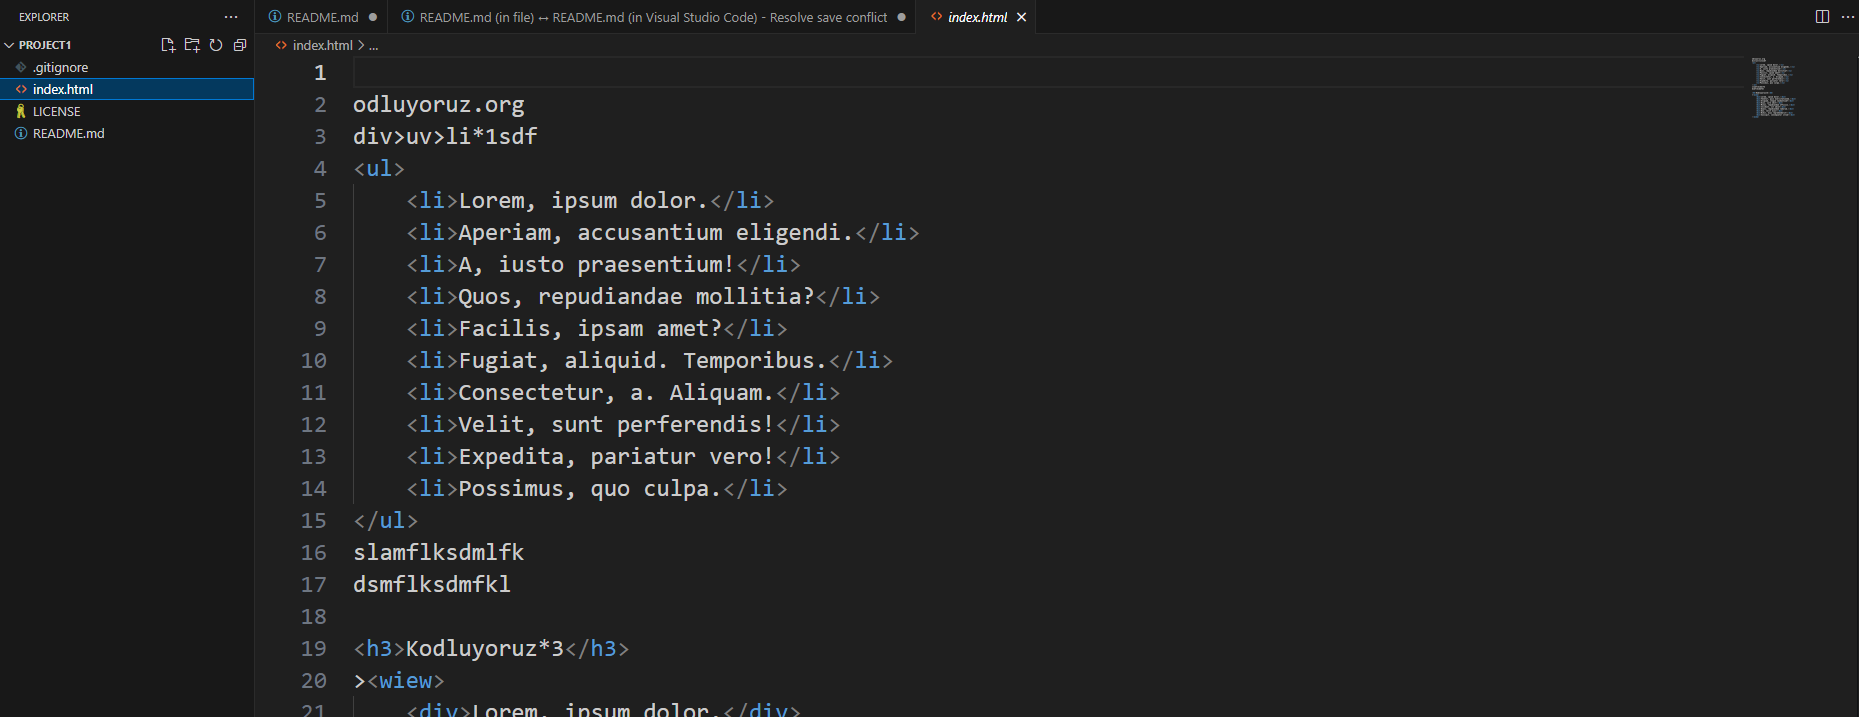 EXPLORER
PROJECT1
.gitignore
index.html
LICENSE
README.md
README.md
README.md (in file) ↔ README.md (in Visual Studio Code) - Resolve save conflict
index.html
index.html > ...
1
2 odluyoruz.org
3 div>uv>li*1sdf
4 <ul>
5 <li>Lorem, ipsum dolor.</li>
6 <li>Aperiam, accusantium eligendi.</li>
7 <li>A, iusto praesentium!</li>
8 <li>Quos, repudiandae mollitia?</li>
9 <li>Facilis, ipsam amet?</li>
10 <li>Fugiat, aliquid. Temporibus.</li>
11 <li>Consectetur, a. Aliquam.</li>
12 <li>Velit, sunt perferendis!</li>
13 <li>Expedita, pariatur vero!</li>
14 <li>Possimus, quo culpa.</li>
15 </ul>
16 slamflksdmlfk
17 dsmflksdmfkl
18
19 <h3>Kodluyoruz*3</h3>
20 ><wiew>
21 <div>Lorem, ipsum dolor.</div>